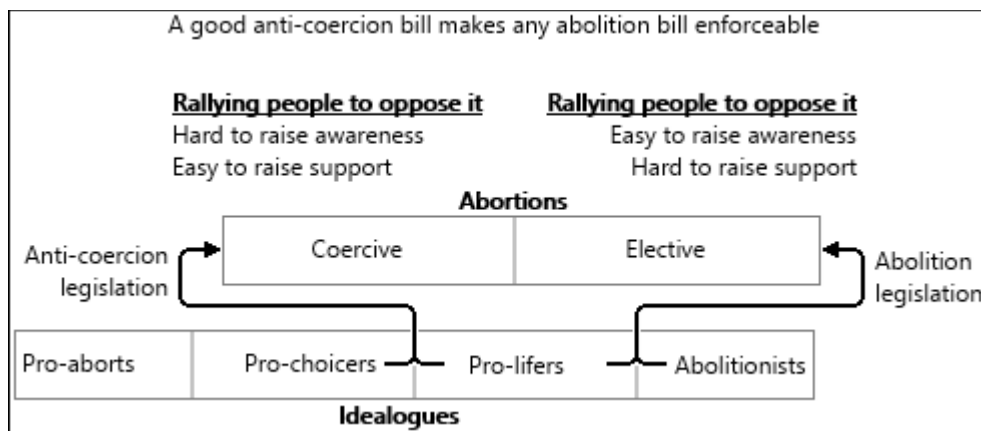 A good anti-coercion bill makes any abolition bill enforceable
Rallying people to oppose it
Hard to raise awareness
Easy to raise support
Rallying people to oppose it
Easy to raise awareness
Hard to raise support
Abortions
Anti-coercion
legislation
Coercive
Elective
Abolition
legislation
Pro-aborts
Pro-choicers
Pro-lifers
Abolitionists
Idealogues